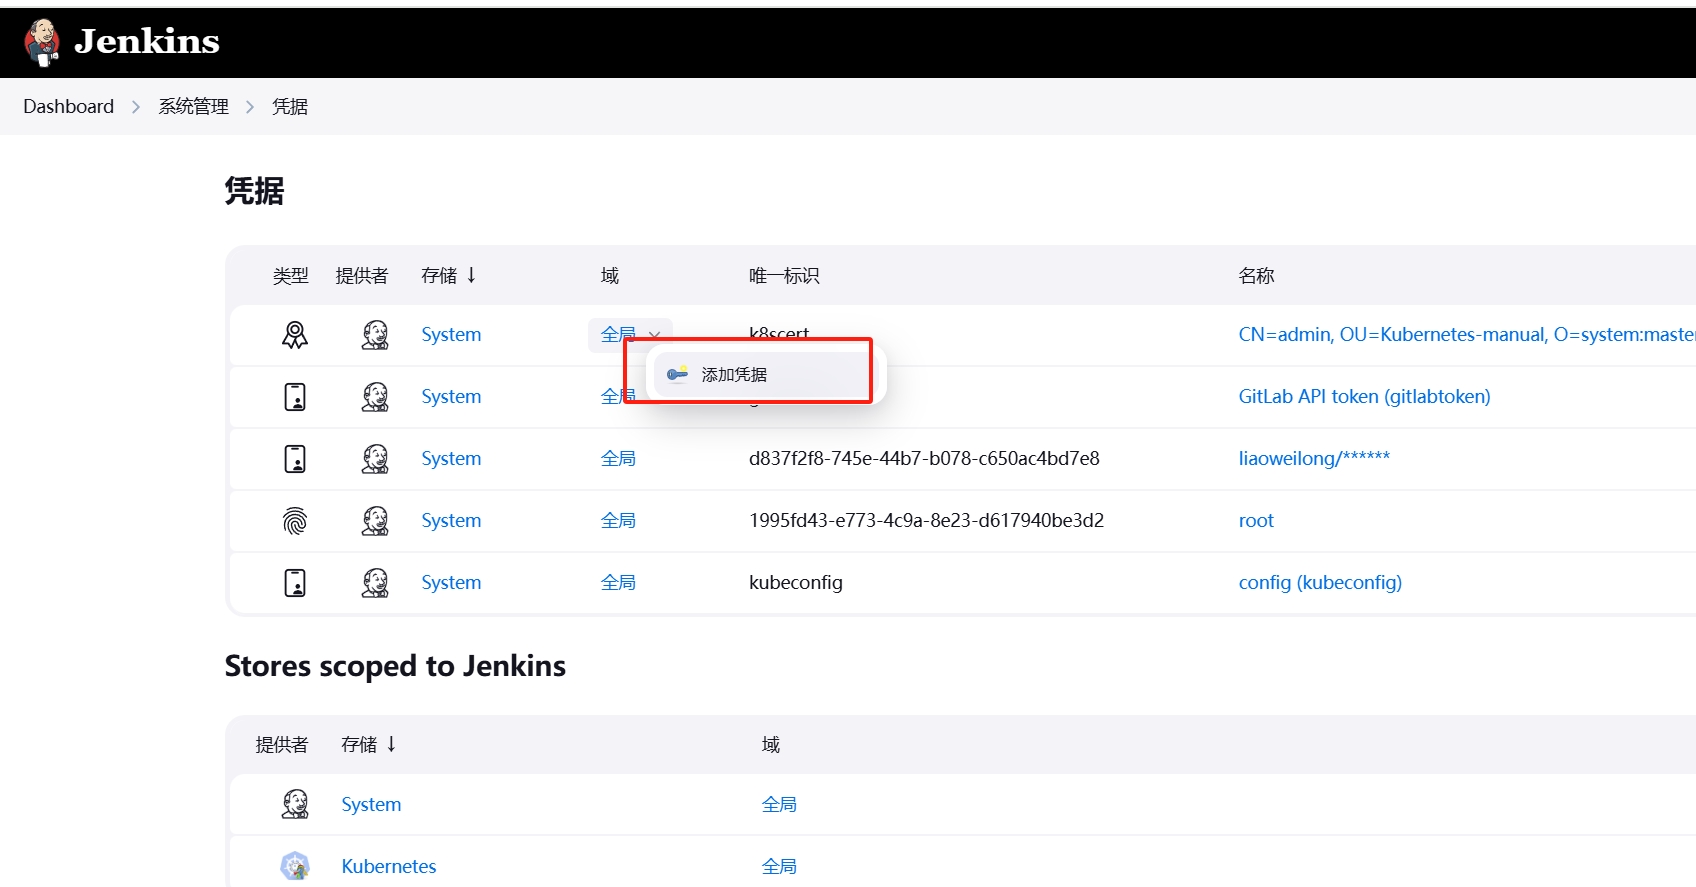 Jenkins
Dashboard > 系统管理 > 凭据
凭据
类型 提供者 存储 ↓ 域 唯一标识 名称
System 全局 k8scert CN=admin, OU=Kubernetes-manual, O=system:master
添加凭据
System 全局 GitLab API token (gitlabtoken)
System 全局 d837f2f8-745e-44b7-b078-c650ac4bd7e8 liaoweilong/******
System 全局 1995fd43-e773-4c9a-8e23-d617940be3d2 root
System 全局 kubeconfig config (kubeconfig)
Stores scoped to Jenkins
提供者 存储 ↓ 域
System 全局
Kubernetes 全局